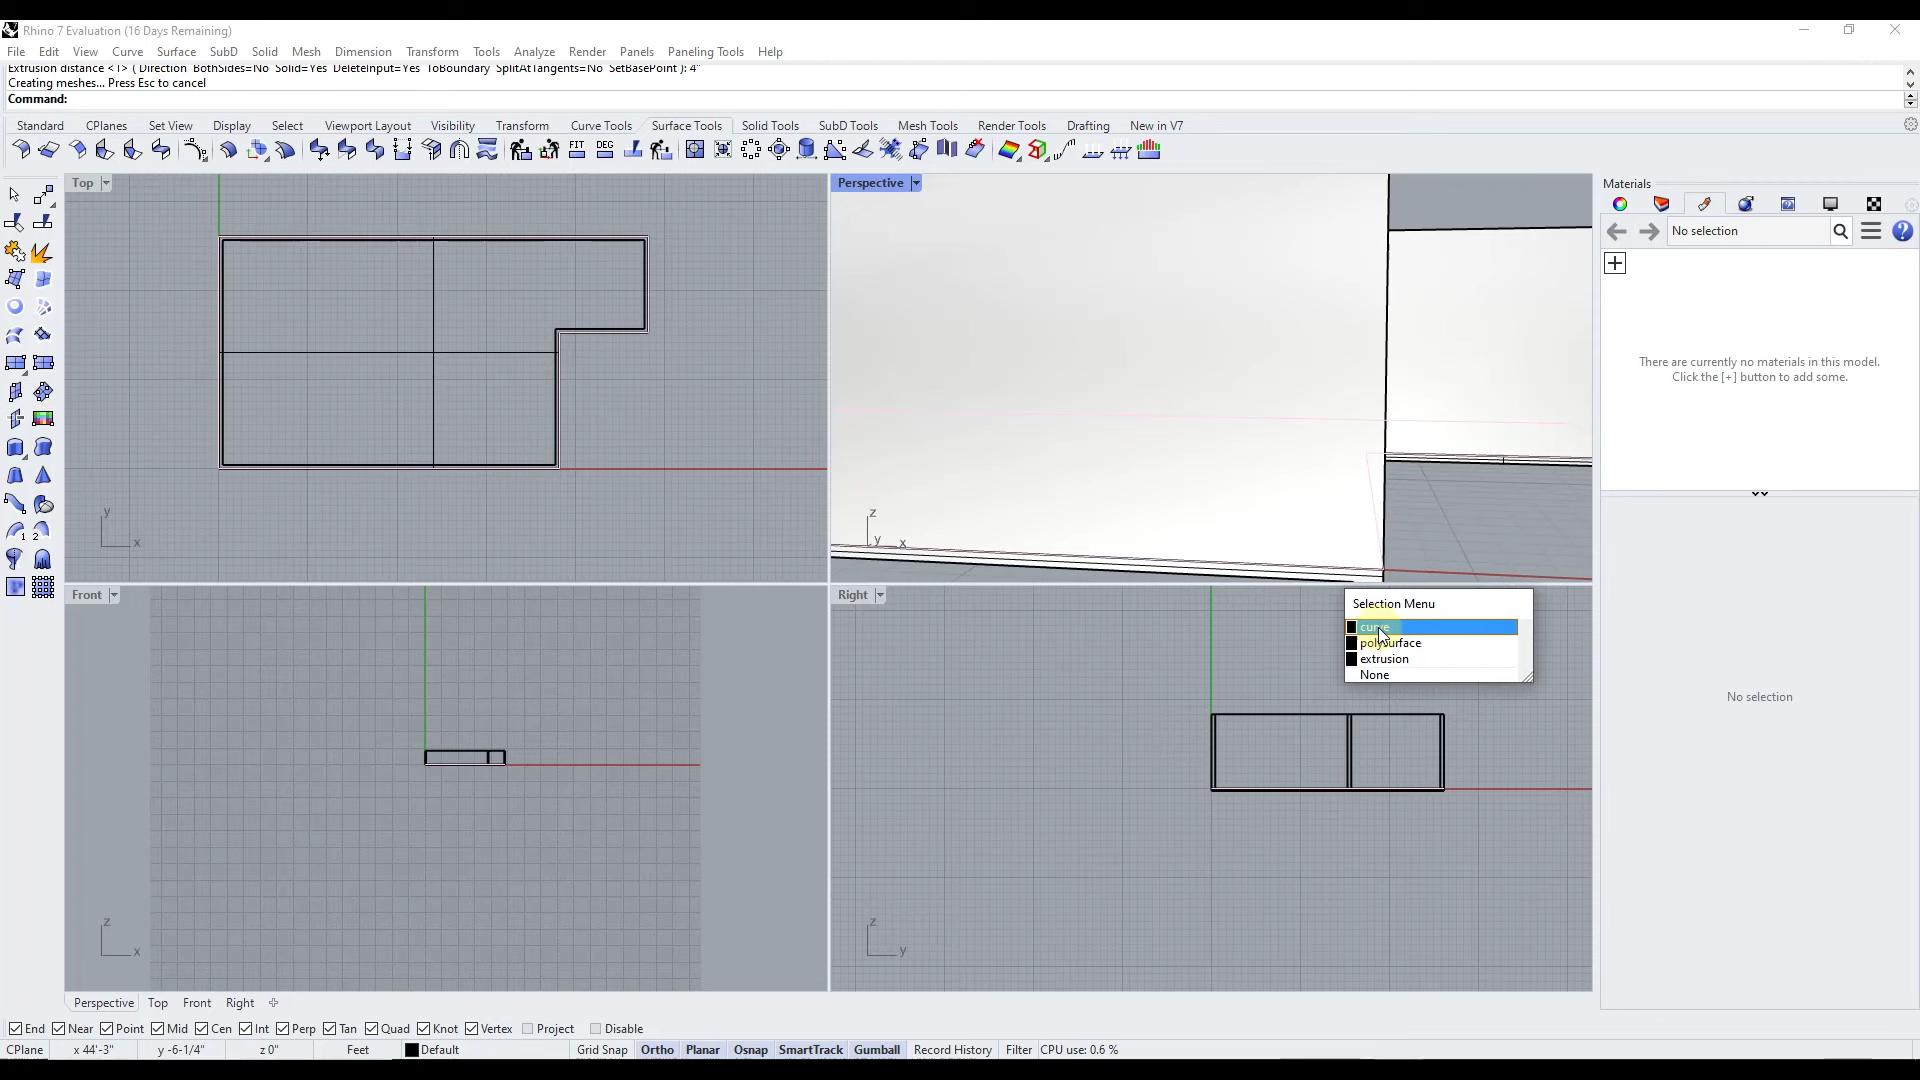 Rhino 7 Evaluation (16 Days Remaining)
File Edit View Curve Surface SubD Solid Mesh Dimension Transform Tools Analyze Render Panels Paneling Tools Help
Extrusion distance <1> ( Direction BothSides=No Solid=Yes DeleteInput=Yes ToBoundary SplitAtTangents=No SetBasePoint ): 4"
Creating meshes... Press Esc to cancel
Command:
Standard CPlanes Set View Display Select Viewport Layout Visibility Transform Curve Tools Surface Tools Solid Tools SubD Tools Mesh Tools Render Tools Drafting New in V7
FIT DEG
Top
Perspective
Materials
No selection
There are currently no materials in this model.
Click the [+] button to add some.
y
x
z
y
x
Front
Right
Selection Menu
curve
polysurface
extrusion
None
No selection
z
x
z
y
Perspective Top Front Right
End Near Point Mid Cen Int Perp Tan Quad Knot Vertex Project Disable
CPlane x 44'-3" y -6-1/4" z 0" Feet Default Grid Snap Ortho Planar Osnap SmartTrack Gumball Record History Filter CPU use: 0.6 %